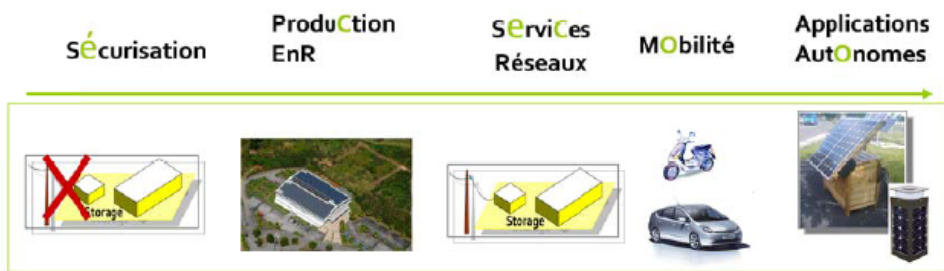 Sécurisation
ProduCtion
EnR
ServiCes
Réseaux
MObilité
Applications
AutOnomes
Storage
Storage